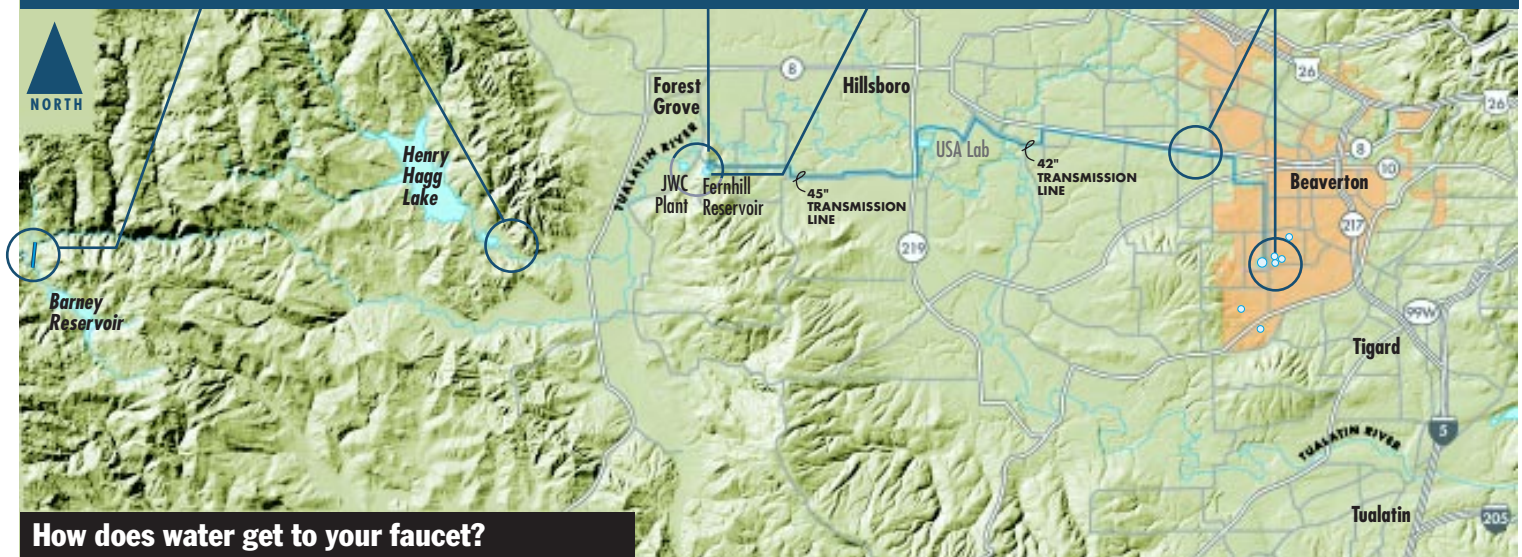 NORTH
8
26
26
Forest
Grove
Hillsboro
TUALATIN RIVER
Henry
Hagg
Lake
USA Lab
42"
TRANSMISSION
LINE
8
10
Beaverton
JWC
Plant
Fernhill
Reservoir
45"
TRANSMISSION
LINE
219
217
Barney
Reservoir
99W
Tigard
5
TUALATIN RIVER
Tualatin
205
How does water get to your faucet?